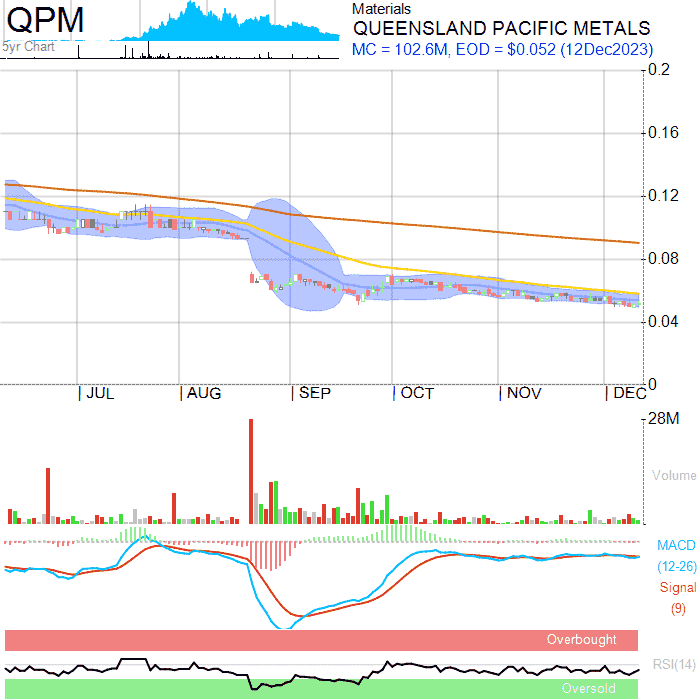 QPM
5yr Chart
Materials
QUEENSLAND PACIFIC METALS
MC = 102.6M, EOD = $0.052 (12Dec2023)
0.2
0.16
0.12
0.08
0.04
0
JUL AUG SEP OCT NOV DEC
28M
Volume
MACD
(12-26)
Signal
(9)
Overbought
RSI(14)
Oversold